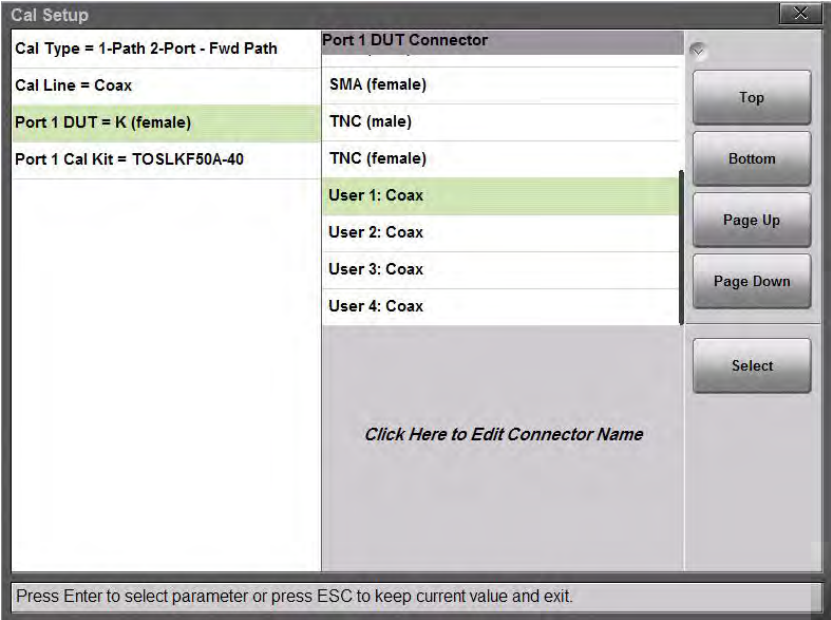 Cal Setup
Cal Type = 1-Path 2-Port - Fwd Path
Cal Line = Coax
Port 1 DUT = K (female)
Port 1 Cal Kit = TOSLKF50A-40
Port 1 DUT Connector
SMA (female)
TNC (male)
TNC (female)
User 1: Coax
User 2: Coax
User 3: Coax
User 4: Coax
Click Here to Edit Connector Name
Top
Bottom
Page Up
Page Down
Select
Press Enter to select parameter or press ESC to keep current value and exit.